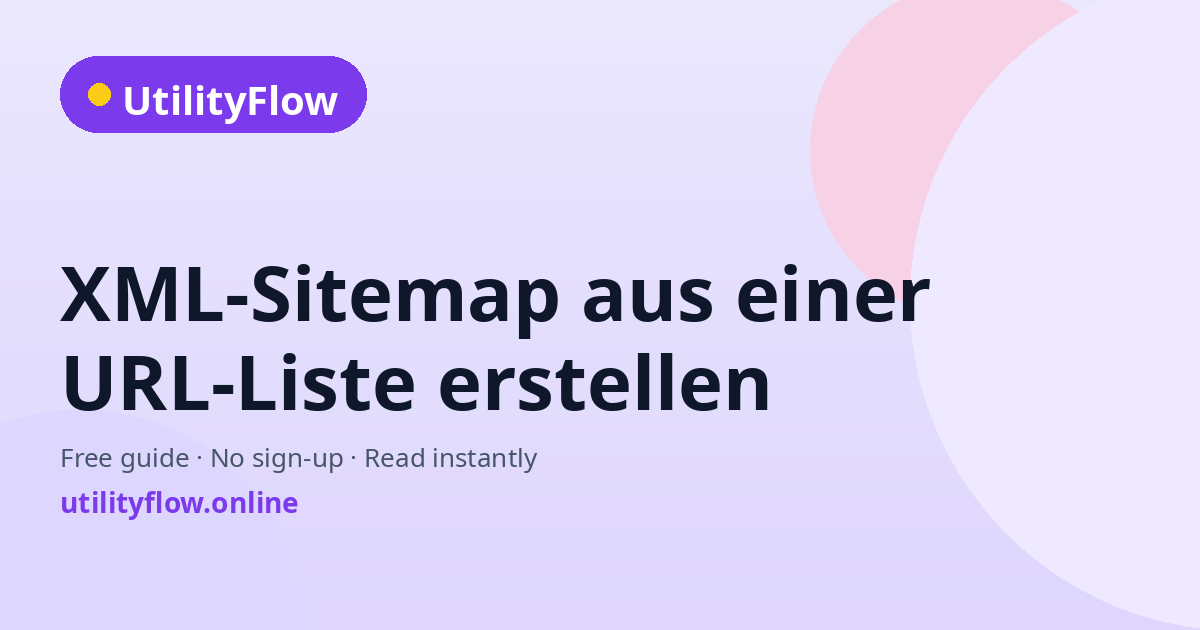 UtilityFlow
XML-Sitemap aus einer
URL-Liste erstellen
Free guide · No sign-up · Read instantly
utilityflow.online